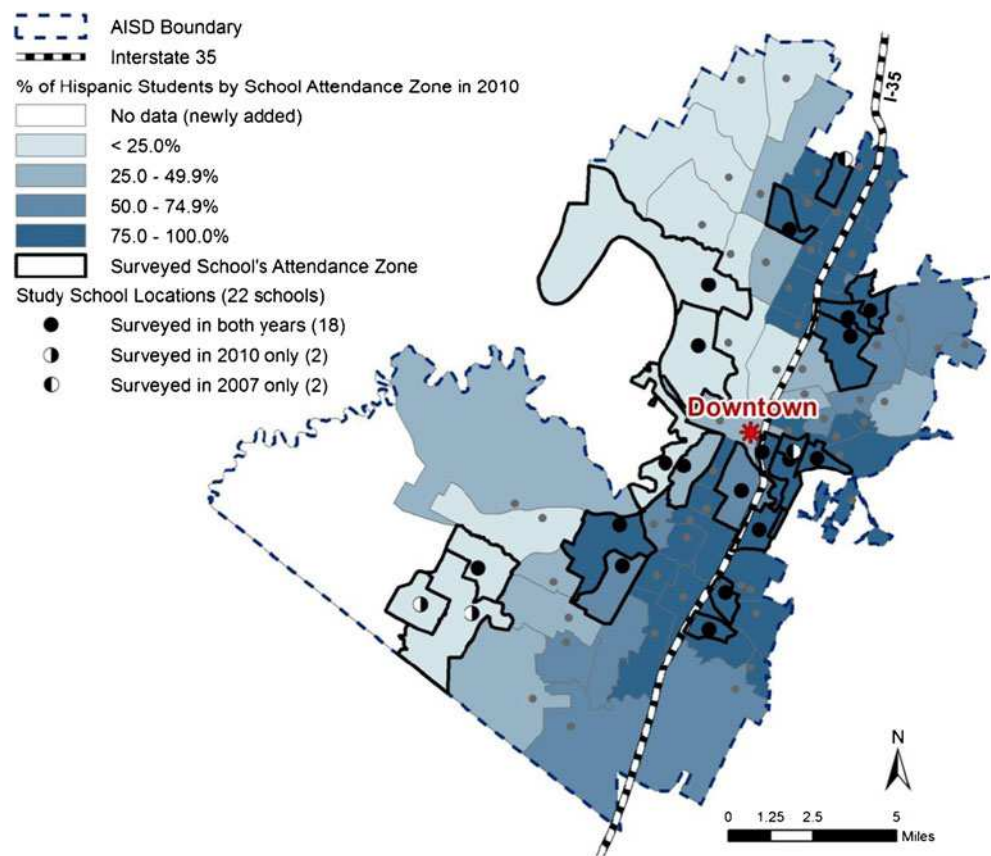 AISD Boundary
Interstate 35
% of Hispanic Students by School Attendance Zone in 2010
No data (newly added)
< 25.0%
25.0 - 49.9%
50.0 - 74.9%
75.0 - 100.0%
Surveyed School's Attendance Zone
Study School Locations (22 schools)
Surveyed in both years (18)
Surveyed in 2010 only (2)
Surveyed in 2007 only (2)
I-35
Downtown
N
0 1.25 2.5 5
Miles